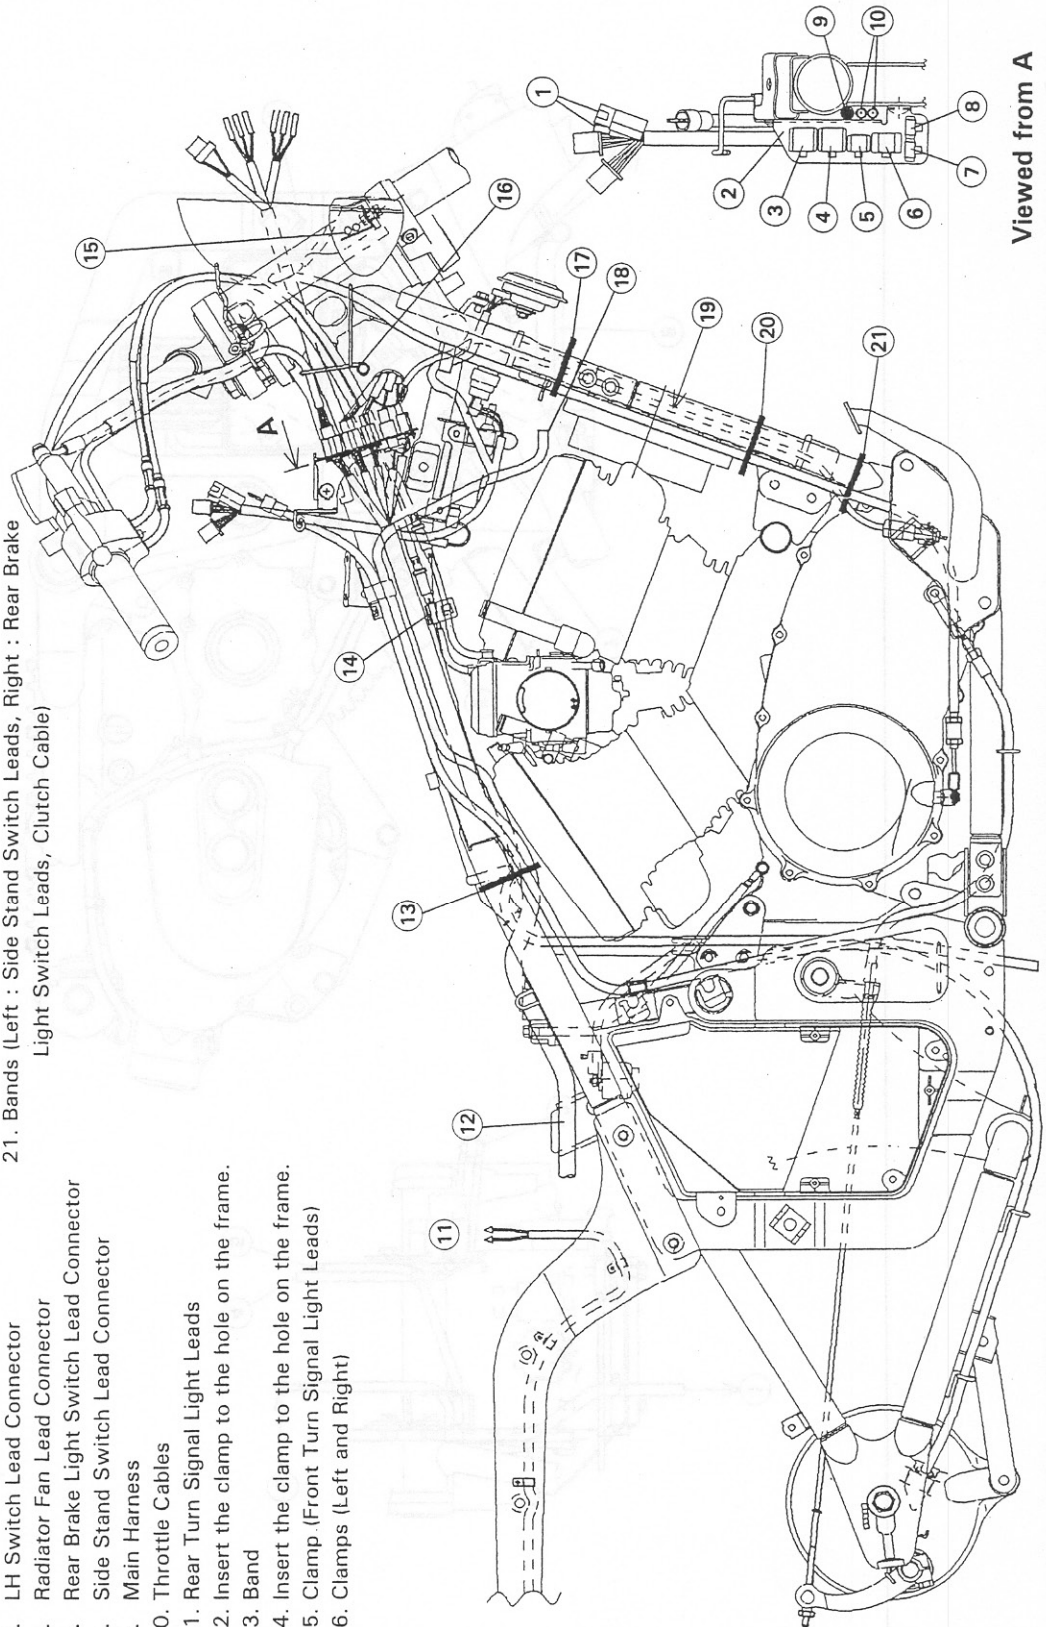 . LH Switch Lead Connector
. Radiator Fan Lead Connector
. Rear Brake Light Switch Lead Connector
. Side Stand Switch Lead Connector
. Main Harness
0. Throttle Cables
1. Rear Turn Signal Light Leads
2. Insert the clamp to the hole on the frame.
3. Band
4. Insert the clamp to the hole on the frame.
5. Clamp (Front Turn Signal Light Leads)
6. Clamps (Left and Right)
21. Bands (Left : Side Stand Switch Leads, Right : Rear Brake
Light Switch Leads, Clutch Cable)
1
2
3
4
5
6
7
8
9
10
Viewed from A
A
11
12
13
14
15
16
17
18
19
20
21